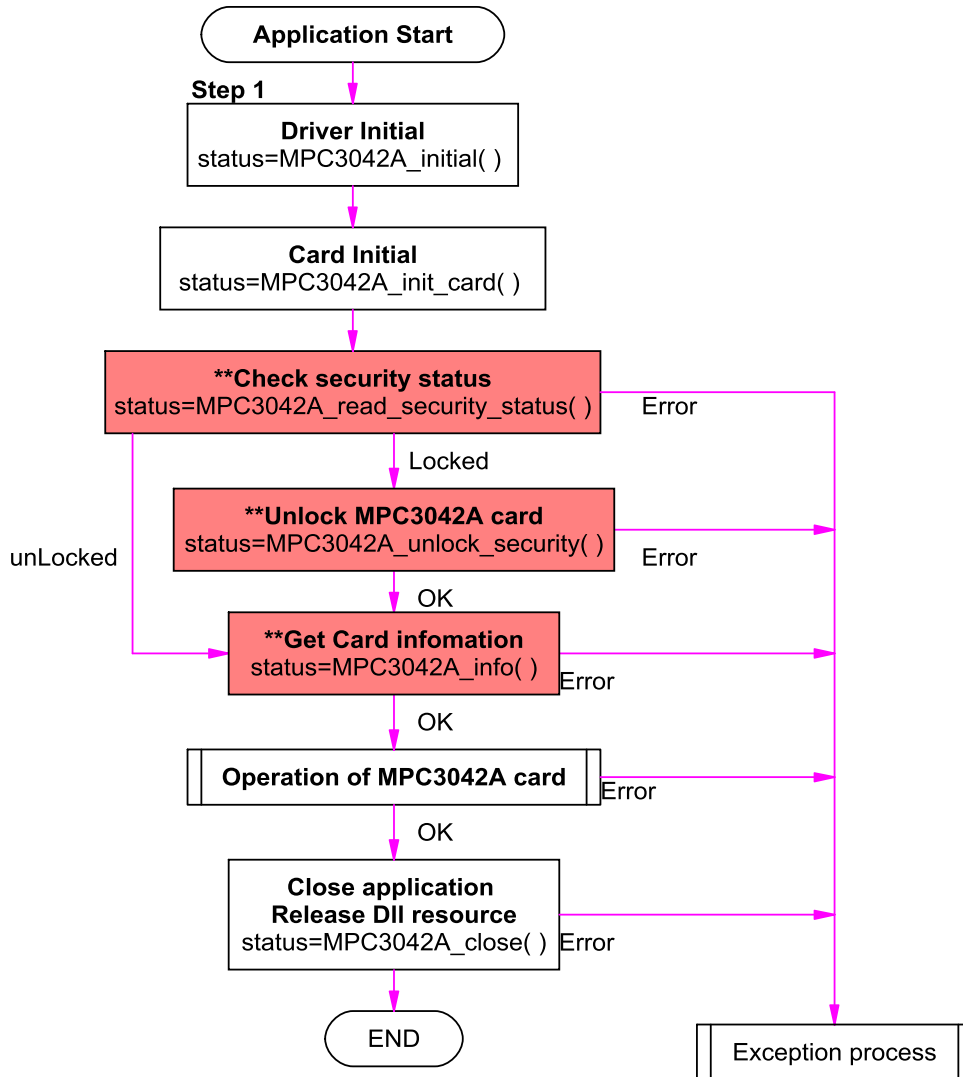 Application Start
Step 1
Driver Initial
status=MPC3042A_initial( )
Card Initial
status=MPC3042A_init_card( )
**Check security status
status=MPC3042A_read_security_status( )
Error
Locked
**Unlock MPC3042A card
status=MPC3042A_unlock_security( )
unLocked
Error
OK
**Get Card infomation
status=MPC3042A_info( )
Error
OK
Operation of MPC3042A card
Error
OK
Close application
Release Dll resource
status=MPC3042A_close( )
Error
END
Exception process